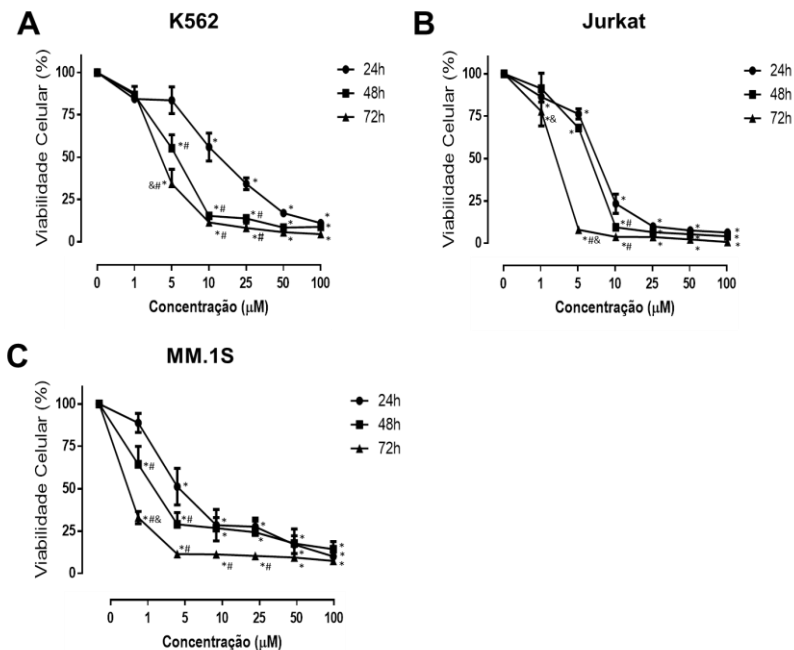 A
K562
Viabilidade Celular (%)
100
75
50
25
0
0 1 5 10 25 50 100
Concentração (μM)
24h
48h
72h
*#
&#*
*
*
*#
*#
*#
*#
*
*
*
*
*
*
B
Jurkat
Viabilidade Celular (%)
100
75
50
25
0
0 1 5 10 25 50 100
Concentração (μM)
24h
48h
72h
*
*&
*
*
*#&
*
*#
*#
*
*
*
*
*
*
*
C
MM.1S
Viabilidade Celular (%)
100
75
50
25
0
0 1 5 10 25 50 100
Concentração (μM)
24h
48h
72h
*#
*#&
*
*#
*#
*
*
*#
*
*
*#
*
*
*
*
*
*